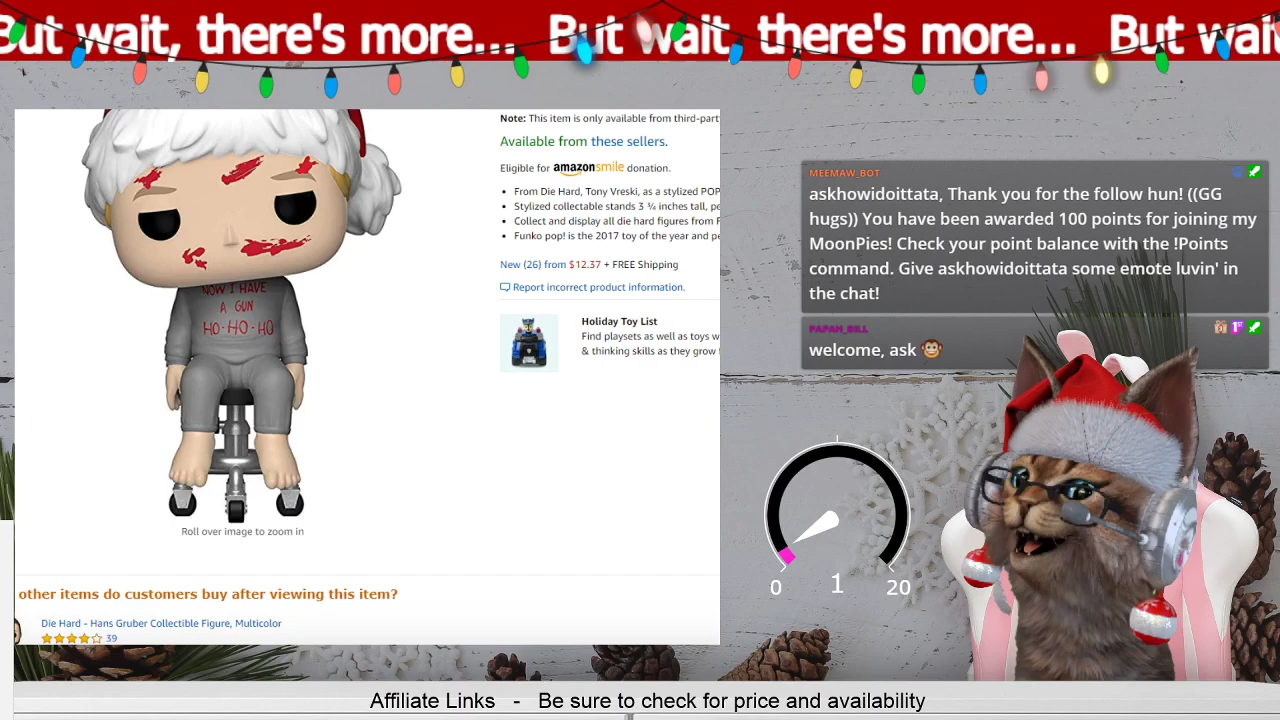 But wait, there's more... But wait, there's more... But wait
Note: This item is only available from third-party
Available from these sellers.
Eligible for amazonsmile donation.
From Die Hard, Tony Vreski, as a stylized POP
Stylized collectable stands 3 ¾ inches tall, pe
Collect and display all die hard figures from F
Funko pop! is the 2017 toy of the year and pe
New (26) from $12.37 + FREE Shipping
Report incorrect product information.
Holiday Toy List
Find playsets as well as toys w
& thinking skills as they grow
NOW I HAVE
A GUN
HO-HO-HO
Roll over image to zoom in
other items do customers buy after viewing this item?
Die Hard - Hans Gruber Collectible Figure, Multicolor
39
MEEMAW_BOT
askhowidoittata, Thank you for the follow hun! ((GG
hugs)) You have been awarded 100 points for joining my
MoonPies! Check your point balance with the !Points
command. Give askhowidoittata some emote luvin' in
the chat!
PAPAH_BILL
welcome, ask
0 1 20
Affiliate Links - Be sure to check for price and availability